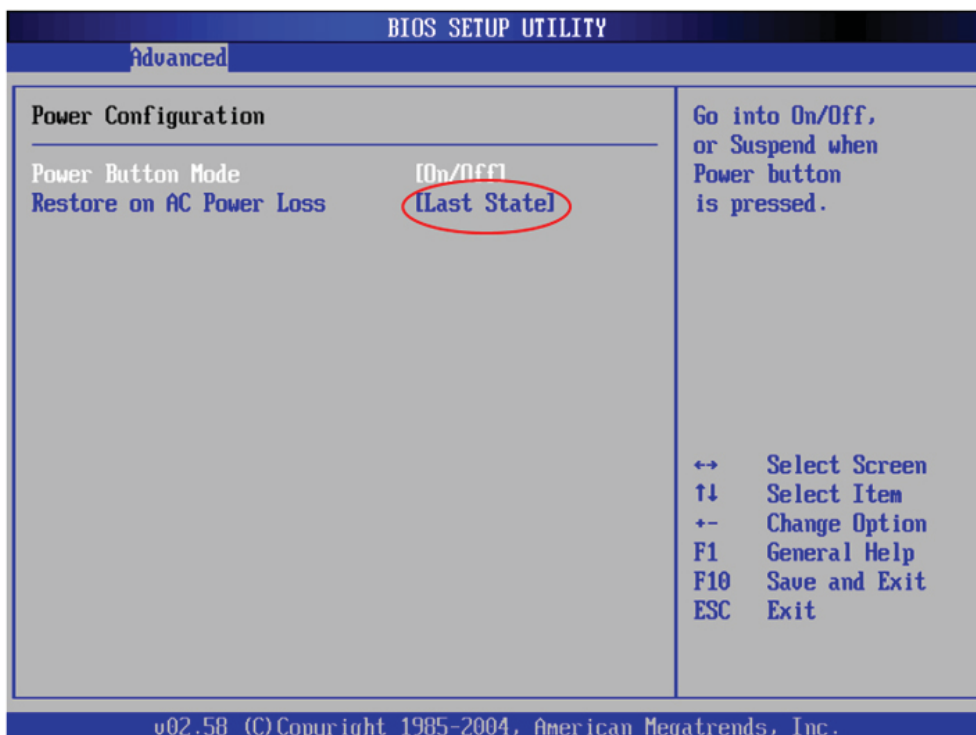 BIOS SETUP UTILITY
Advanced
Power Configuration
Power Button Mode [On/Off]
Restore on AC Power Loss [Last State]
Go into On/Off,
or Suspend when
Power button
is pressed.
↔ Select Screen
↑↓ Select Item
+- Change Option
F1 General Help
F10 Save and Exit
ESC Exit
v02.58 (C)Copyright 1985-2004, American Megatrends, Inc.